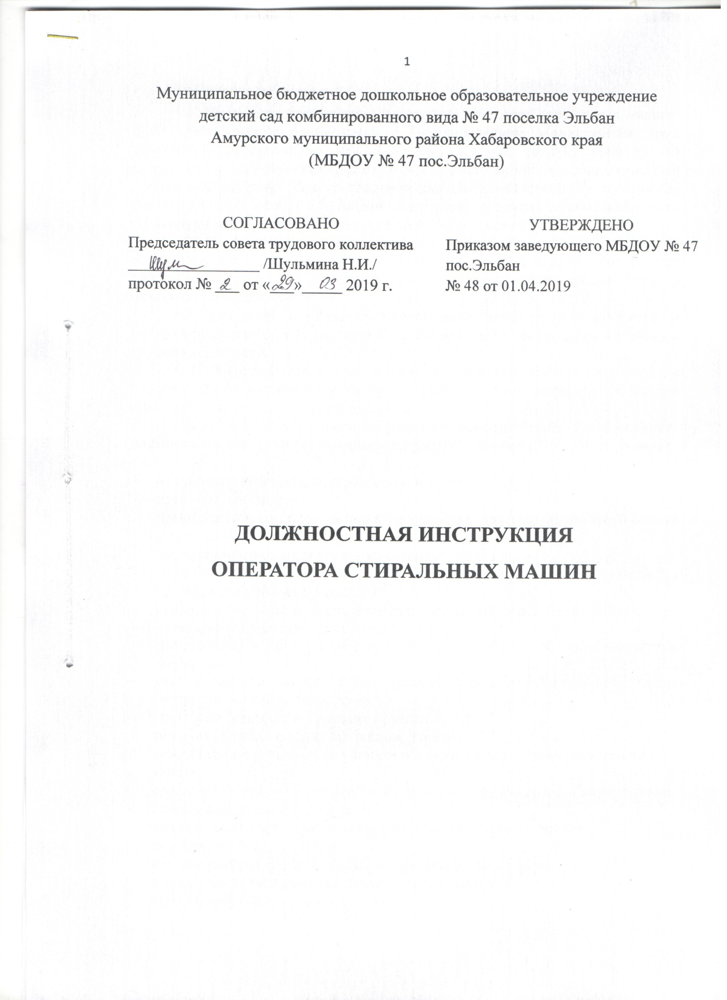 1
Муниципальное бюджетное дошкольное образовательное учреждение
детский сад комбинированного вида № 47 поселка Эльбан
Амурского муниципального района Хабаровского края
(МБДОУ № 47 пос.Эльбан)
СОГЛАСОВАНО
Председатель совета трудового коллектива
/Шульмина Н.И./
протокол № 2 от «29» 03 2019 г.
УТВЕРЖДЕНО
Приказом заведующего МБДОУ № 47
пос.Эльбан
№ 48 от 01.04.2019
ДОЛЖНОСТНАЯ ИНСТРУКЦИЯ
ОПЕРАТОРА СТИРАЛЬНЫХ МАШИН